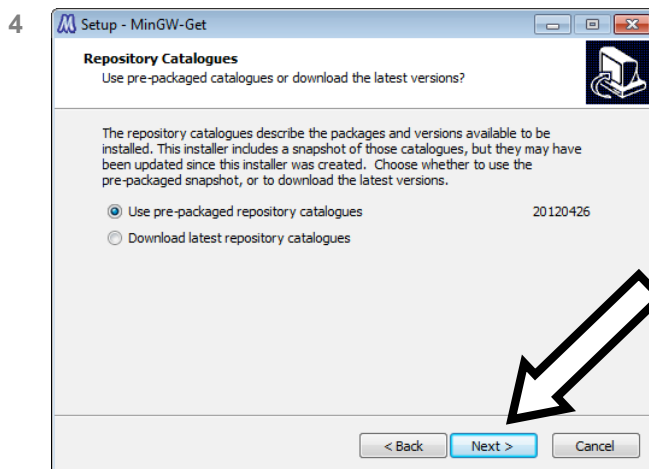 4
Setup - MinGW-Get
Repository Catalogues
Use pre-packaged catalogues or download the latest versions?
The repository catalogues describe the packages and versions available to be
installed. This installer includes a snapshot of those catalogues, but they may have
been updated since this installer was created.  Choose whether to use the
pre-packaged snapshot, or to download the latest versions.
Use pre-packaged repository catalogues 20120426
Download latest repository catalogues
< Back Next > Cancel